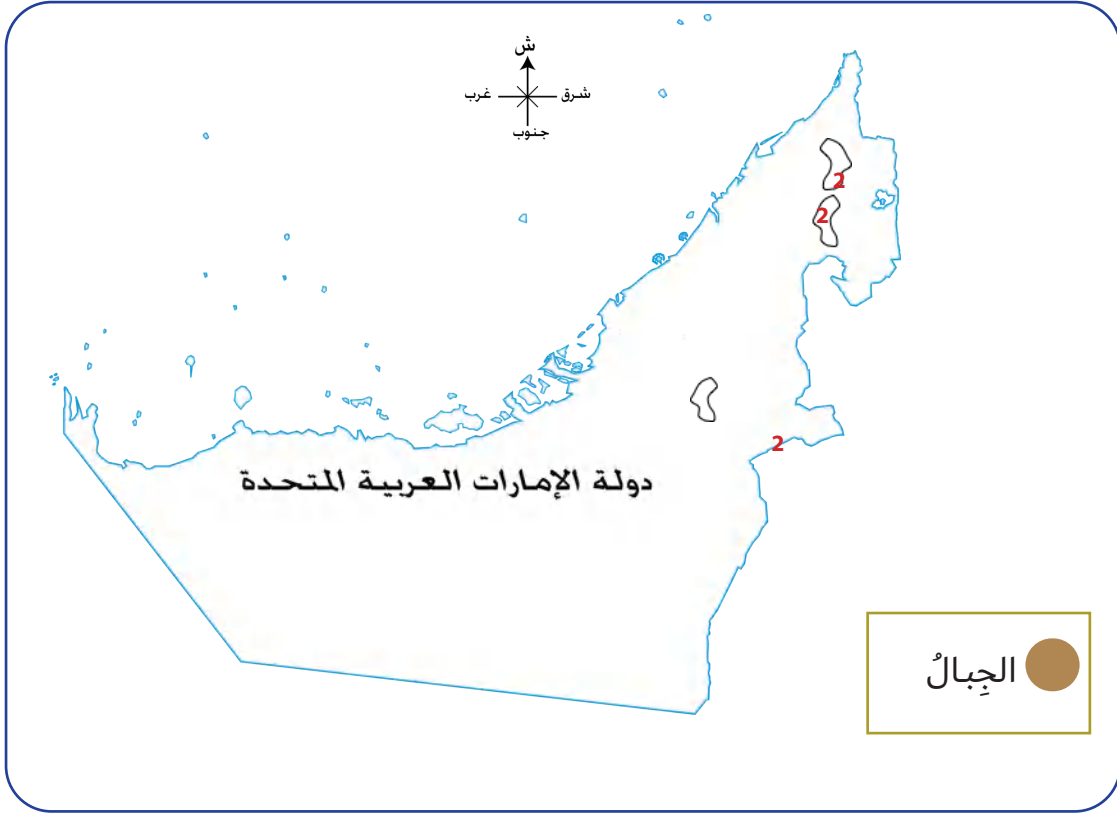 ش
غرب
شرق
جنوب
2
2
2
دولة الإمارات العربية المتحدة
الجِبالُ